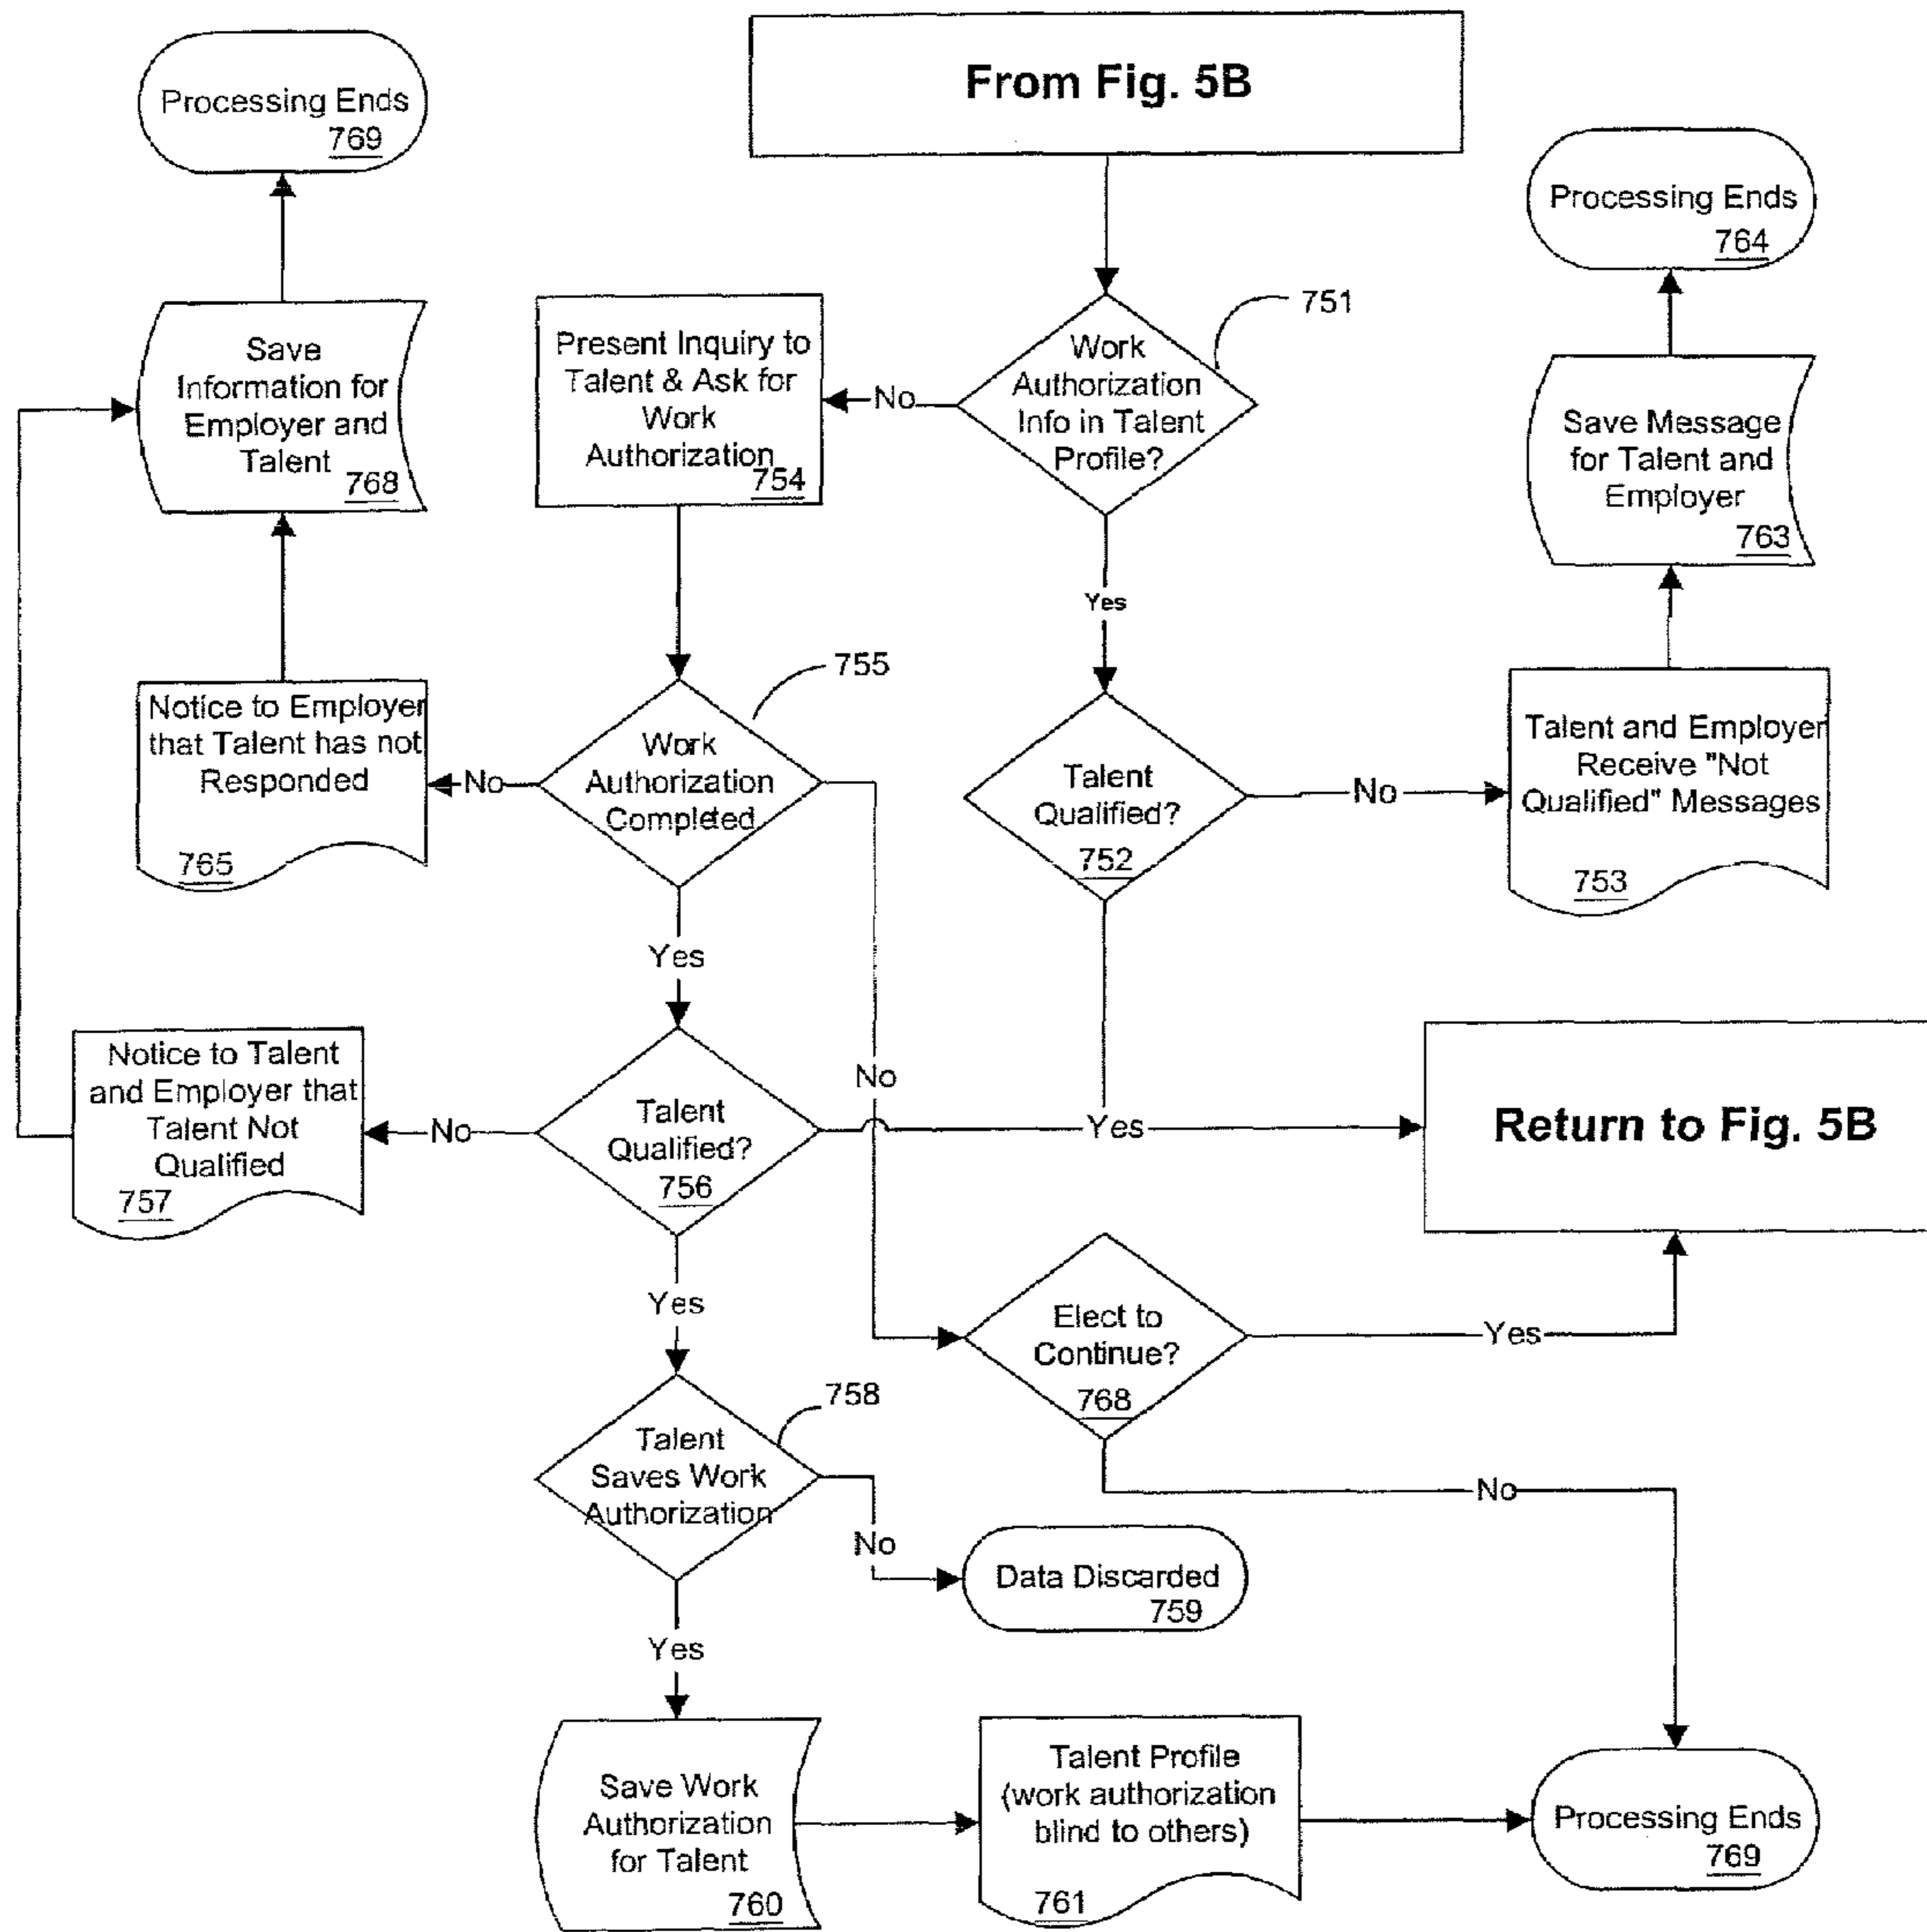 From Fig. 5B
Processing Ends
769
Processing Ends
764
751
Save
Information for
Employer and
Talent
768
Present Inquiry to
Talent & Ask for
Work
Authorization
754
No
Work
Authorization
Info in Talent
Profile?
Save Message
for Talent and
Employer
763
Yes
755
Notice to Employer
that Talent has not
Responded
765
No
Work
Authorization
Completed
Talent
Qualified?
752
No
Talent and Employer
Receive "Not
Qualified" Messages
753
Yes
No
Notice to Talent
and Employer that
Talent Not
Qualified
757
No
Talent
Qualified?
756
Yes
Return to Fig. 5B
Yes
Elect to
Continue?
768
Yes
758
Talent
Saves Work
Authorization
No
No
Data Discarded
759
Yes
Save Work
Authorization
for Talent
760
Talent Profile
(work authorization
blind to others)
761
Processing Ends
769